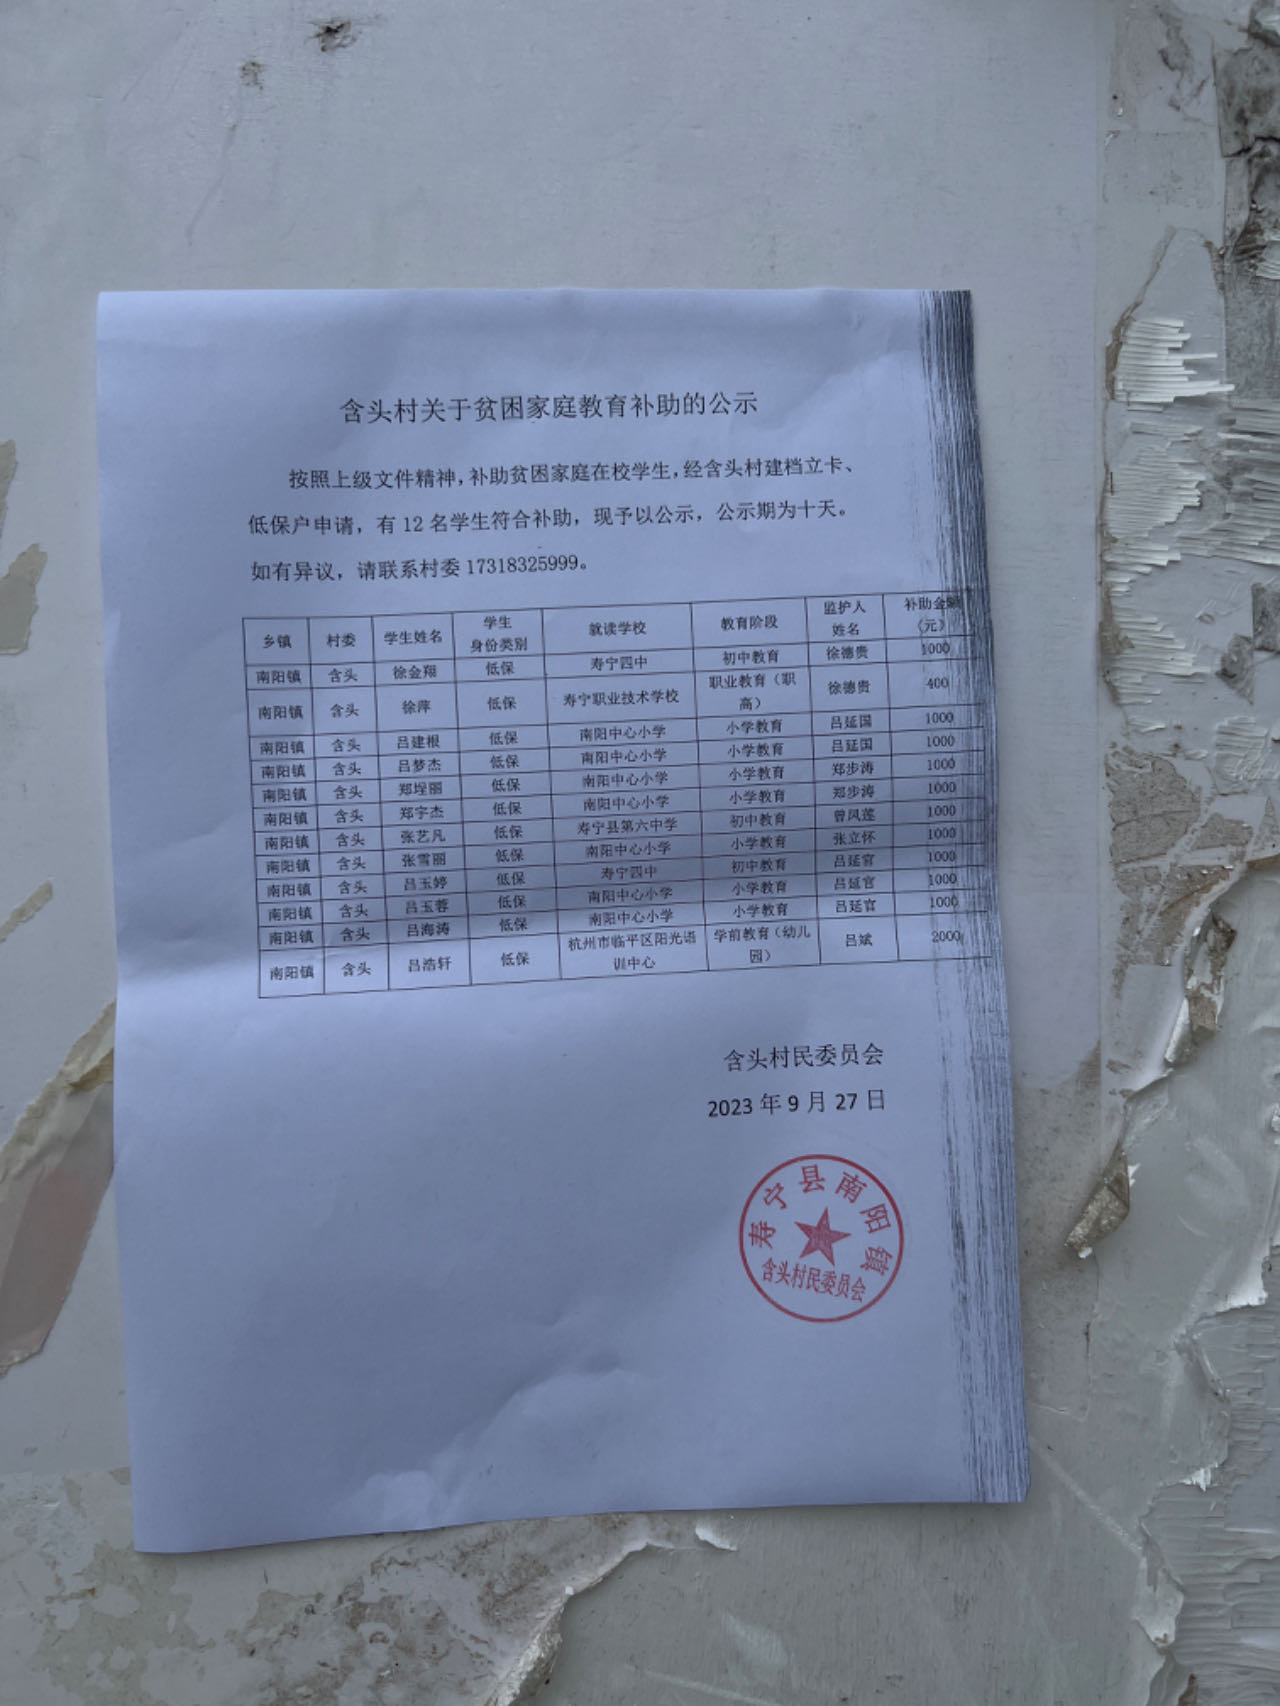 含头村关于贫困家庭教育补助的公示
按照上级文件精神，补助贫困家庭在校学生，经含头村建档立卡、
低保户申请，有 12 名学生符合补助，现予以公示，公示期为十天。
如有异议，请联系村委 17318325999。
乡镇 村委 学生姓名 学生身份类别 就读学校 教育阶段 监护人姓名 补助金额（元）
南阳镇 含头 徐金翔 低保 寿宁四中 初中教育 徐德贵 1000
南阳镇 含头 徐萍 低保 寿宁职业技术学校 职业教育（职高） 徐德贵 400
南阳镇 含头 吕建根 低保 南阳中心小学 小学教育 吕延国 1000
南阳镇 含头 吕梦杰 低保 南阳中心小学 小学教育 吕延国 1000
南阳镇 含头 郑埕丽 低保 南阳中心小学 小学教育 郑步涛 1000
南阳镇 含头 郑宇杰 低保 南阳中心小学 小学教育 郑步涛 1000
南阳镇 含头 张艺凡 低保 寿宁县第六中学 初中教育 曾凤莲 1000
南阳镇 含头 张雪丽 低保 南阳中心小学 小学教育 张立怀 1000
南阳镇 含头 吕玉婷 低保 寿宁四中 初中教育 吕延官 1000
南阳镇 含头 吕玉蓉 低保 南阳中心小学 小学教育 吕延官 1000
南阳镇 含头 吕海涛 低保 南阳中心小学 小学教育 吕延官 1000
南阳镇 含头 吕浩轩 低保 杭州市临平区阳光语训中心 学前教育（幼儿园） 吕斌 2000
含头村民委员会
2023 年 9 月 27 日
寿宁县南阳镇
含头村民委员会